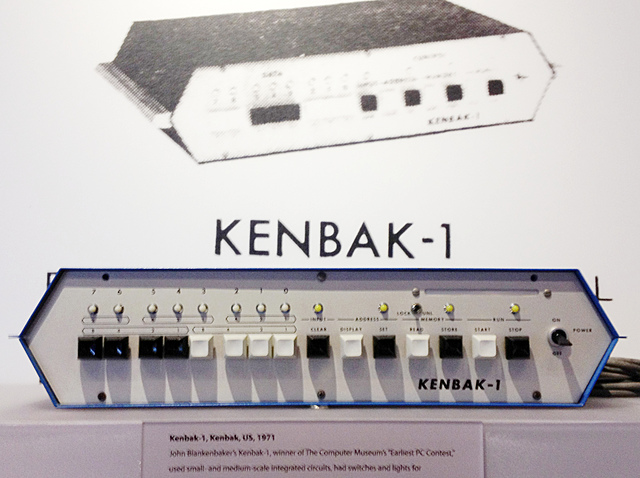 KENBAK-1
KENBAK-1
7 6 5 4 3 2 1 0
INPUT ADDRESS MEMORY RUN
CLEAR DISPLAY SET READ STORE START STOP
ON
POWER
OFF
KENBAK-1
Kenbak-1, Kenbak, US, 1971
John Blankenbaker's Kenbak-1, winner of The Computer Museum's "Earliest PC Contest,"
used small- and medium-scale integrated circuits, had switches and lights for